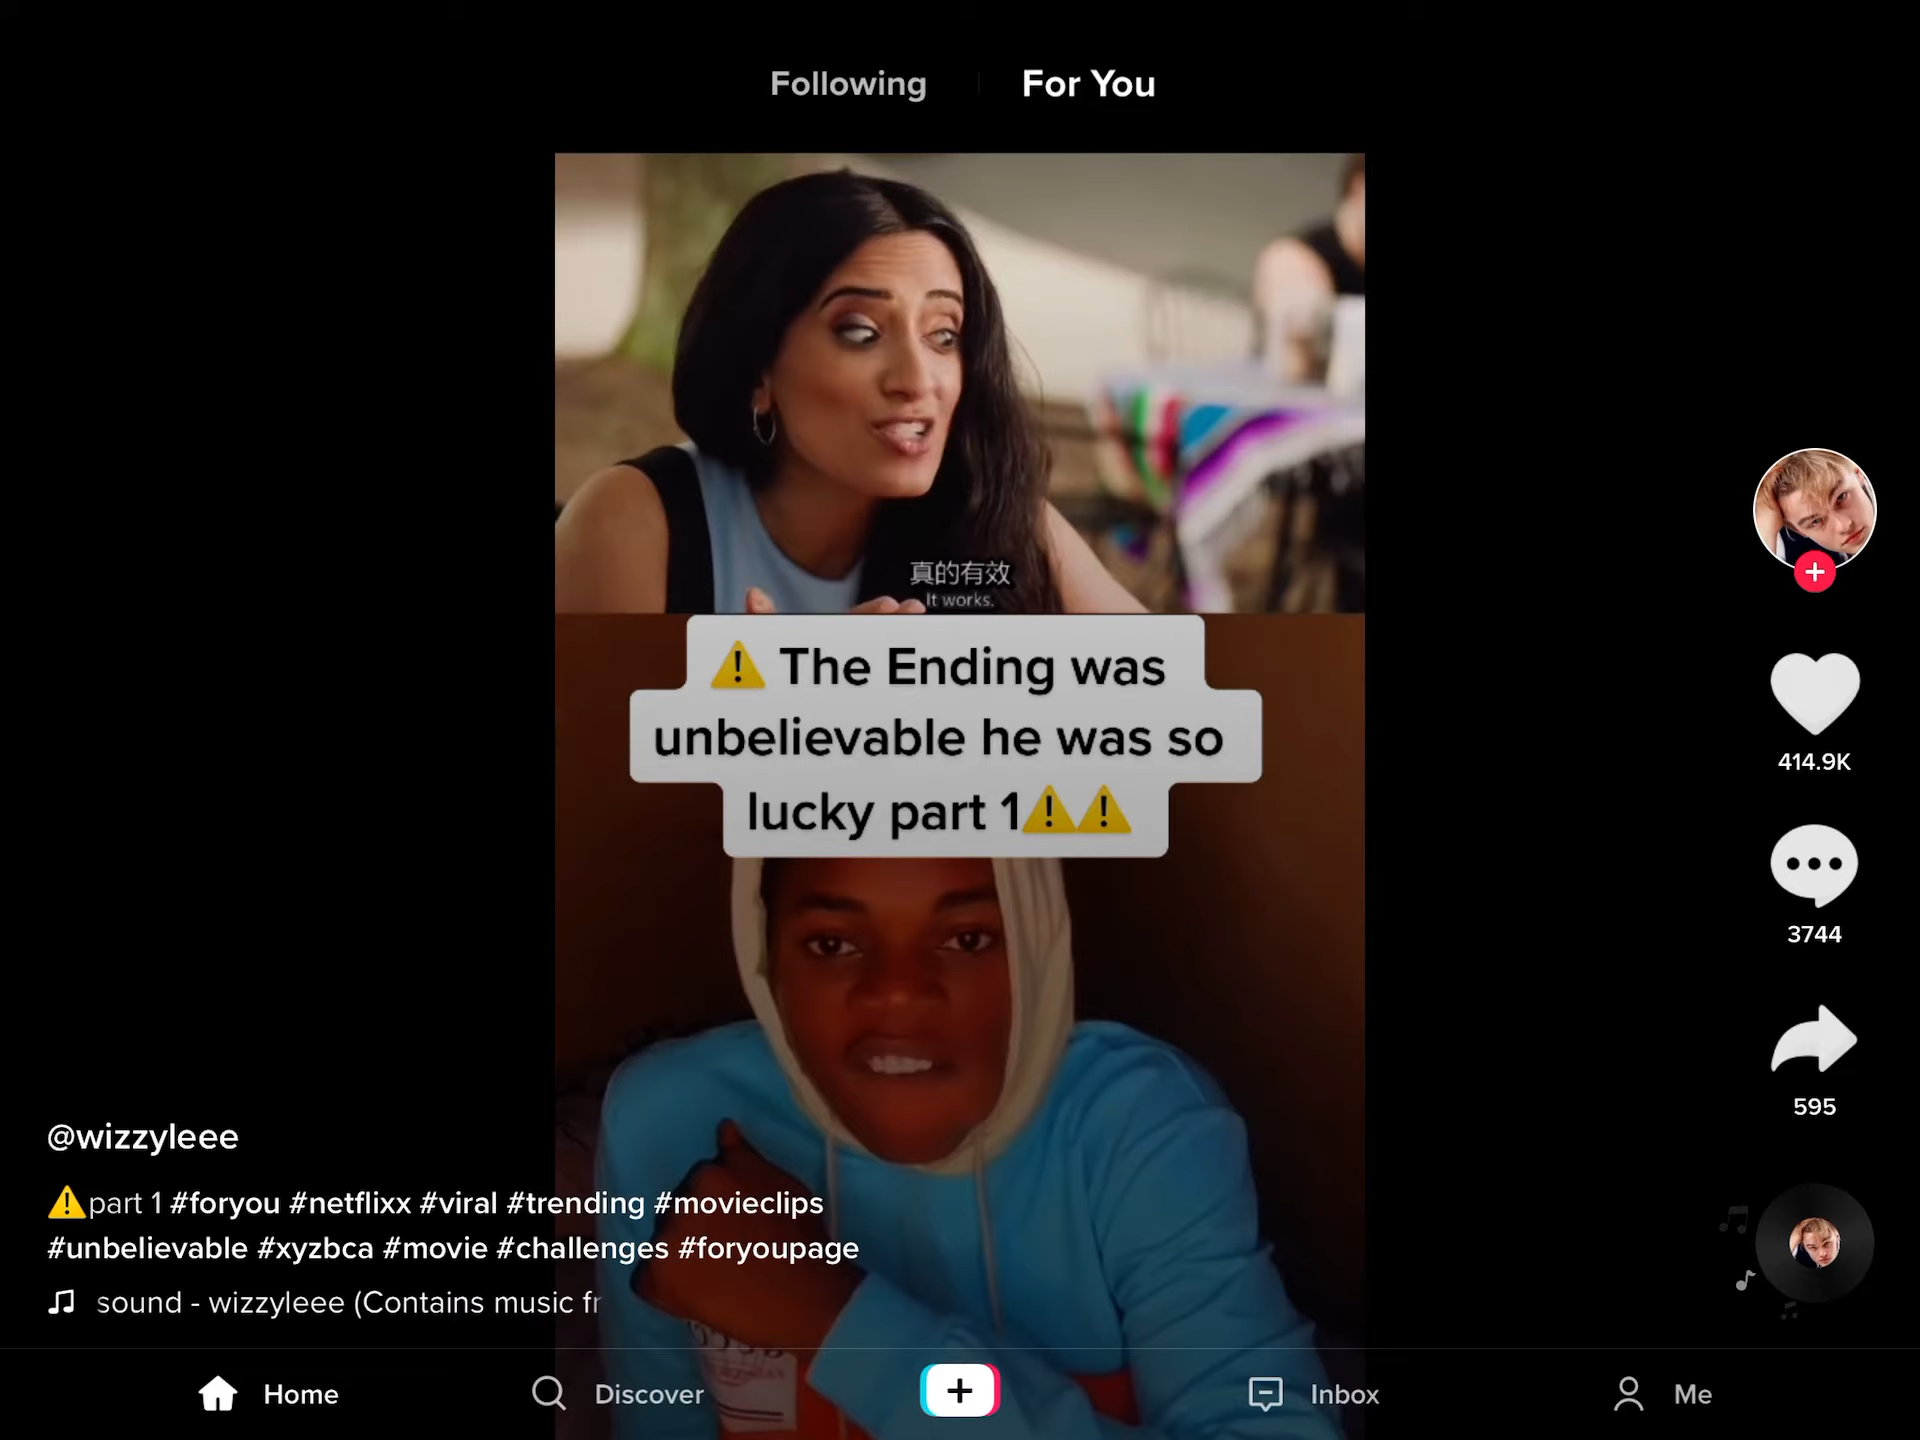 Following
For You
真的有效
It works.
⚠️ The Ending was
unbelievable he was so
lucky part 1⚠️⚠️
414.9K
3744
595
@wizzyleee
⚠️part 1 #foryou #netflixx #viral #trending #movieclips
#unbelievable #xyzbca #movie #challenges #foryoupage
sound - wizzyleee (Contains music fr
Home
Discover
Inbox
Me